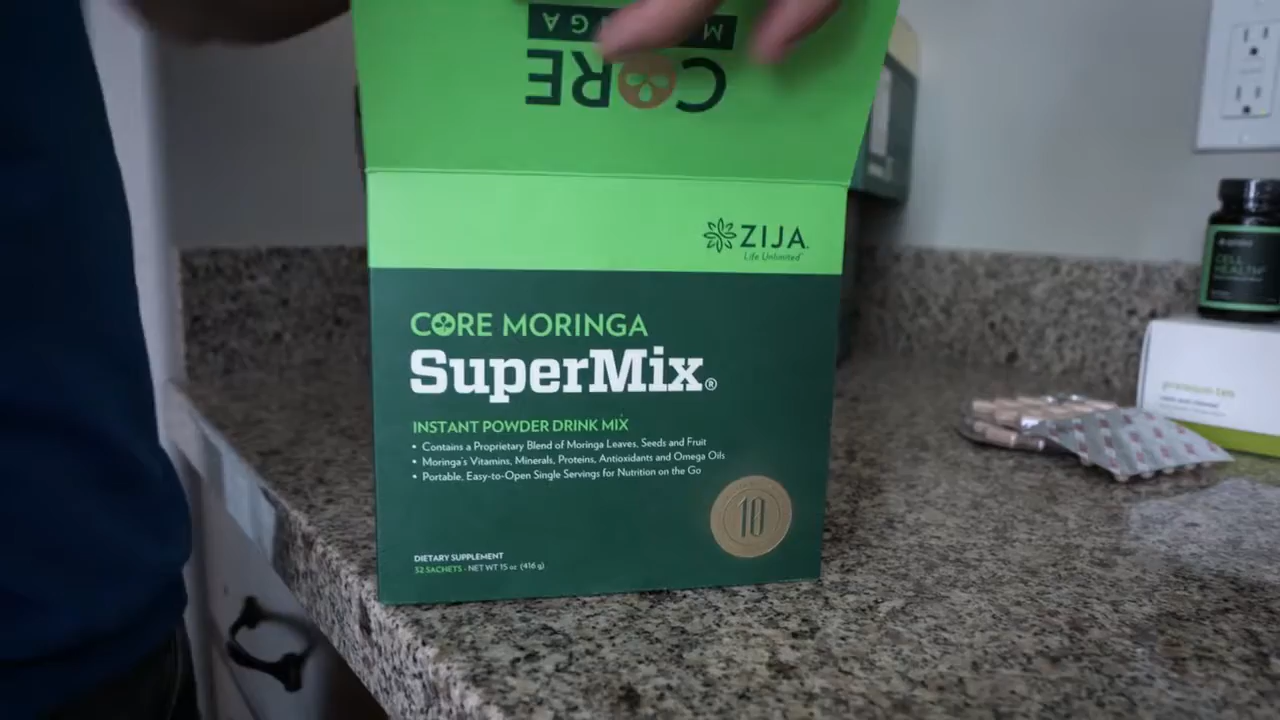 CORE
ZIJA
Life Unlimited
CORE MORINGA
SuperMix®
INSTANT POWDER DRINK MIX
• Contains a Proprietary Blend of Moringa Leaves, Seeds and Fruit
• Moringa's Vitamins, Minerals, Proteins, Antioxidants and Omega Oils
• Portable, Easy-to-Open Single Servings for Nutrition on the Go
10
DIETARY SUPPLEMENT
32 SACHETS - NET WT 15 oz (416 g)
CELL
HEALTH
premium tea